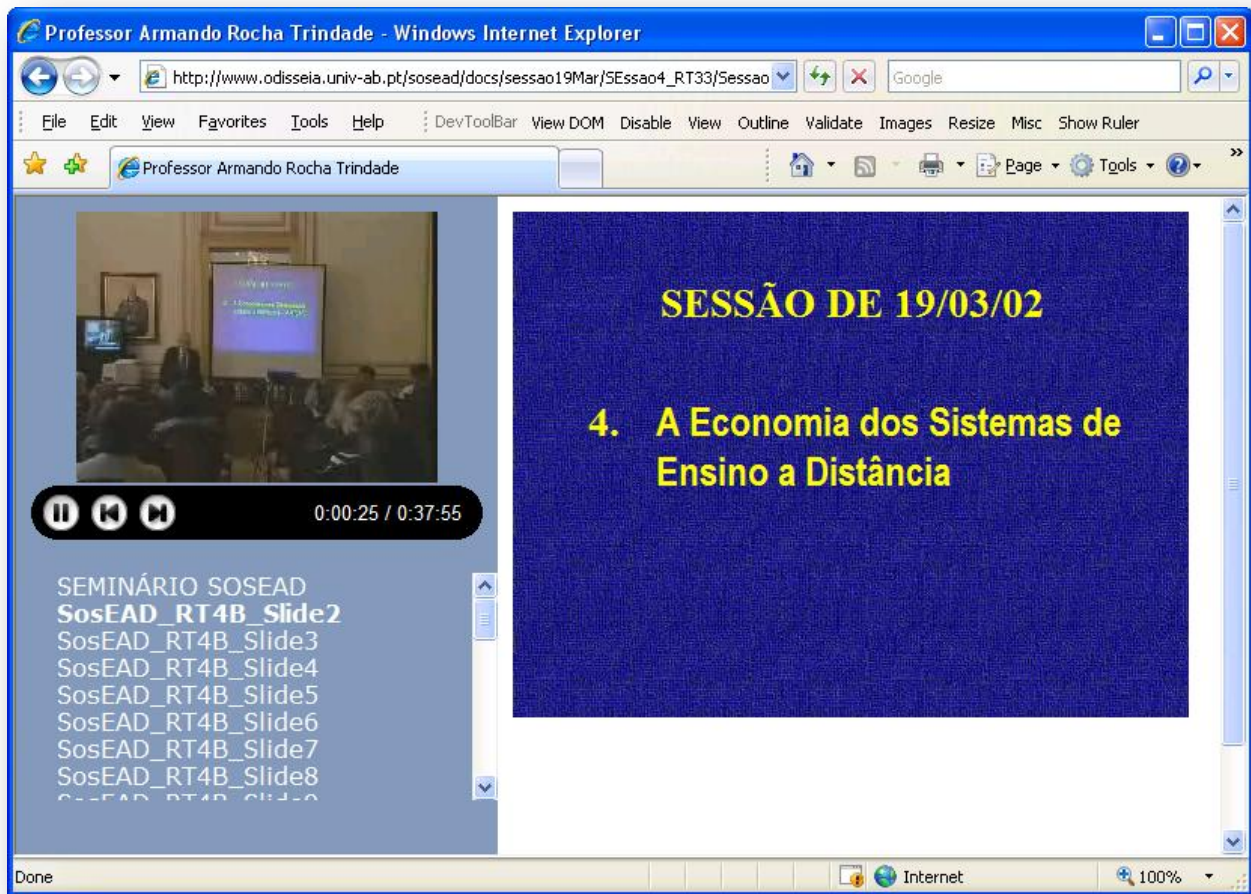 Professor Armando Rocha Trindade - Windows Internet Explorer
http://www.odisseia.univ-ab.pt/sosead/docs/sessao19Mar/SEssao4_RT33/Sessao
Google
File Edit View Favorites Tools Help DevToolBar View DOM Disable View Outline Validate Images Resize Misc Show Ruler
Professor Armando Rocha Trindade
Page Tools »
SESSÃO DE 19/03/02
4. A Economia dos Sistemas de
Ensino a Distância
0:00:25 / 0:37:55
SEMINÁRIO SOSEAD
SosEAD_RT4B_Slide2
SosEAD_RT4B_Slide3
SosEAD_RT4B_Slide4
SosEAD_RT4B_Slide5
SosEAD_RT4B_Slide6
SosEAD_RT4B_Slide7
SosEAD_RT4B_Slide8
Done Internet 100%